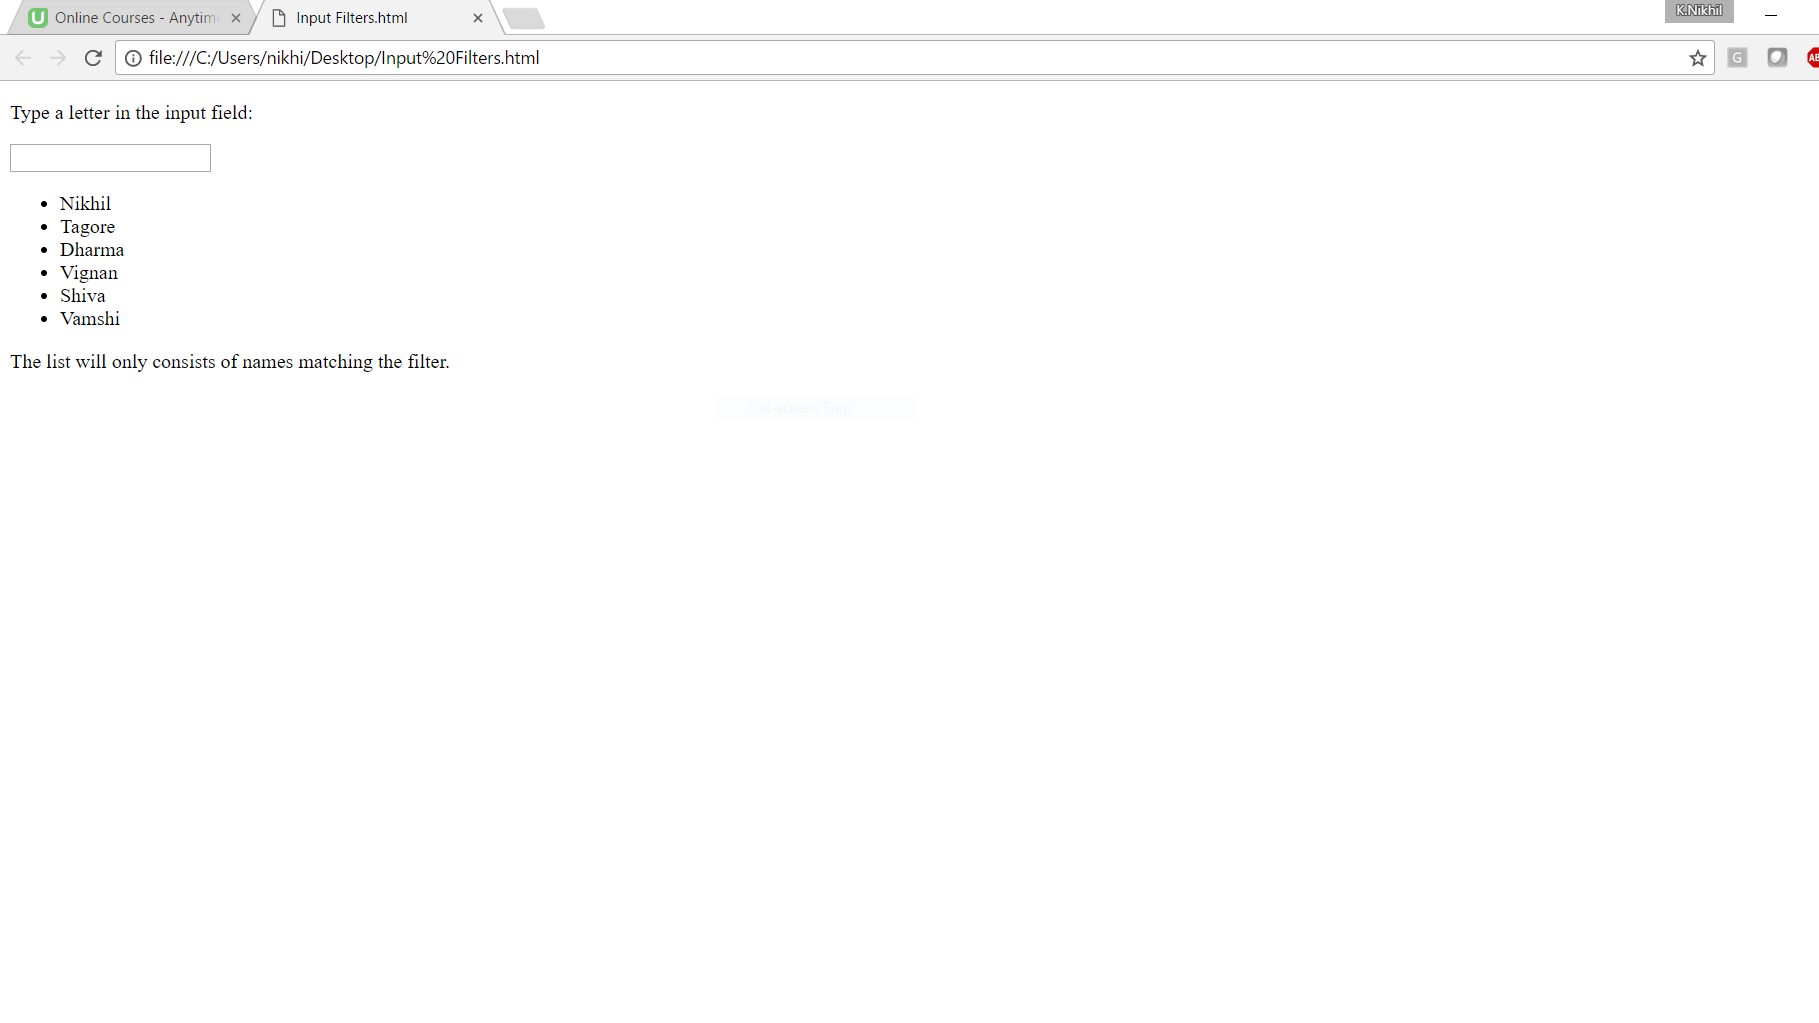 Online Courses - Anytim
Input Filters.html
K.Nikhil
file:///C:/Users/nikhi/Desktop/Input%20Filters.html
G
Type a letter in the input field:
Nikhil
Tagore
Dharma
Vignan
Shiva
Vamshi
The list will only consists of names matching the filter.
Full-screen Snip